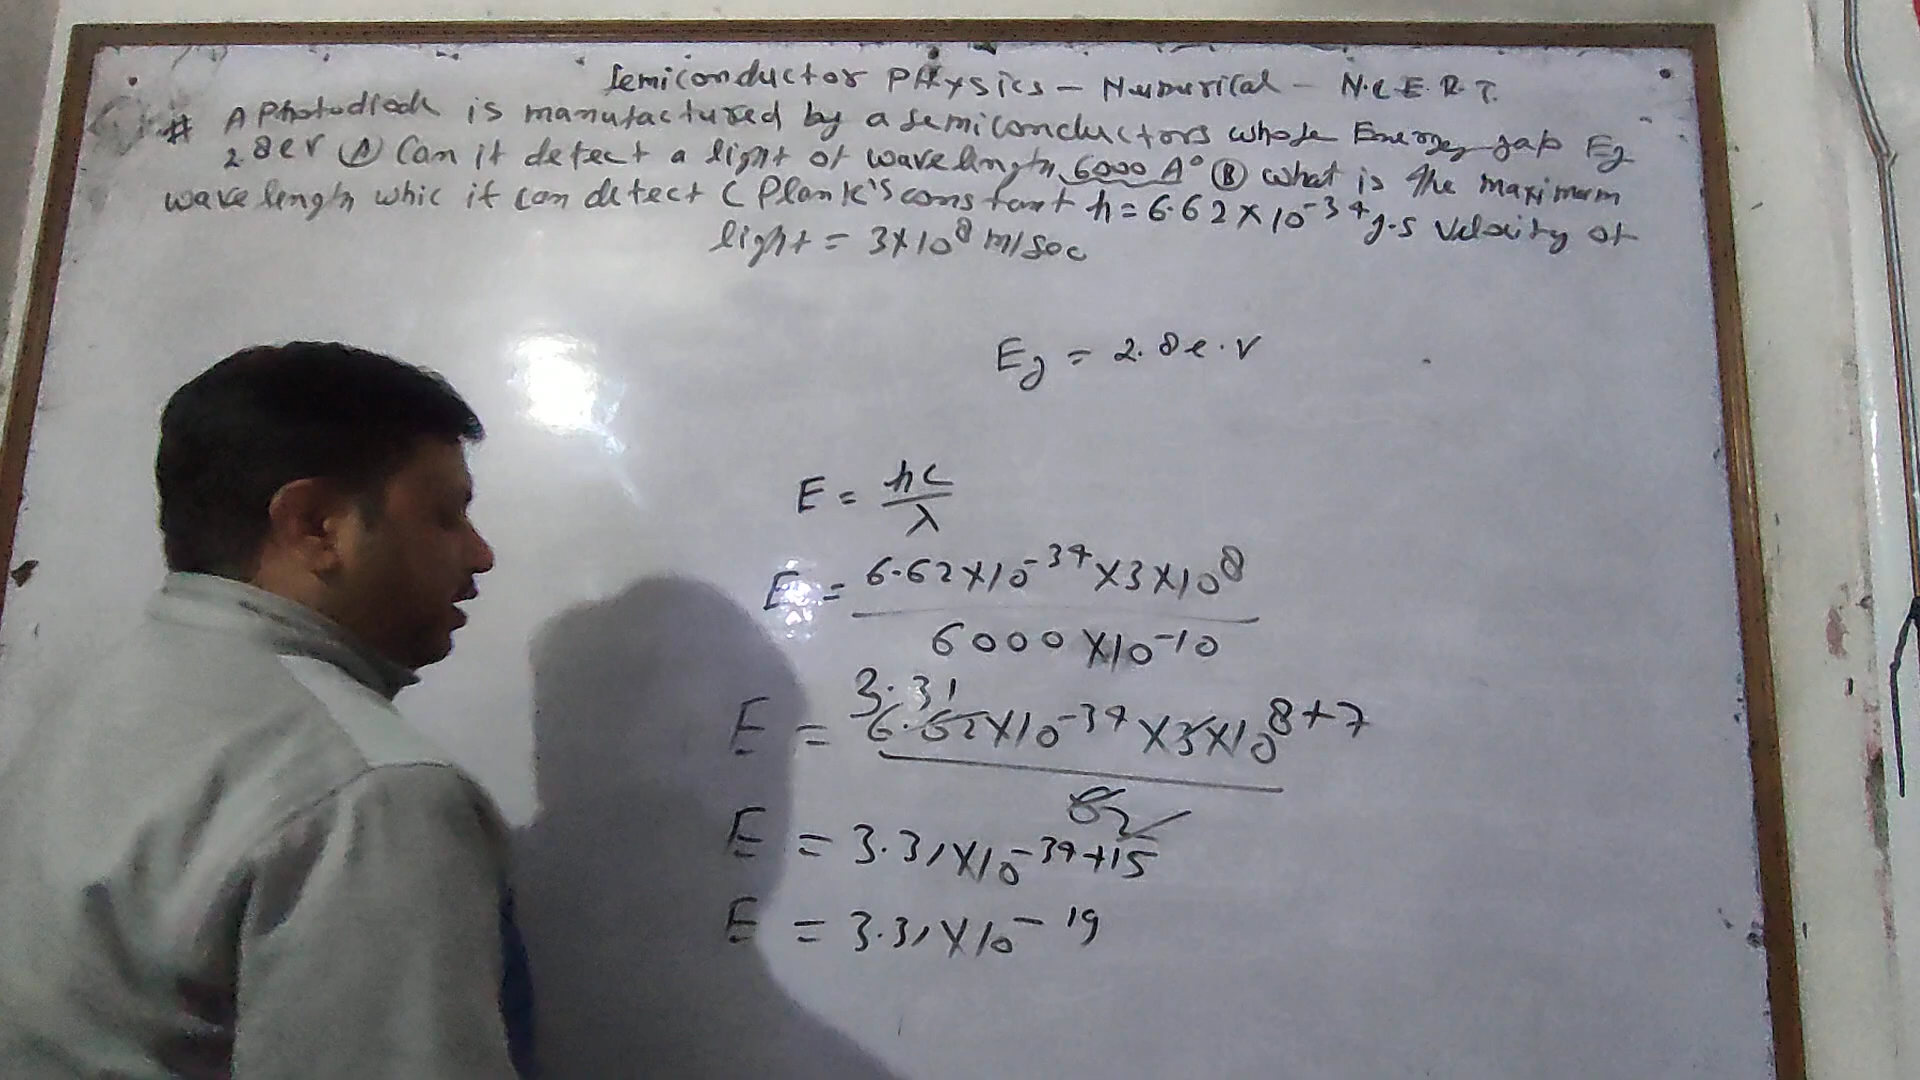 Semiconductor Physics - Numerical - N.C.E.R.T.
# A Photodiode is manufactured by a semiconductors whose Energy gap Eg
2.8 eV (A) Can it detect a light of wavelength 6000 A° (B) What is the maximum
wavelength whic it can detect ( Plank's constant h = 6.62 × 10⁻³⁴ J.s Velocity of
light = 3×10⁸ m/sec
Eg = 2.8 e.V
E = hc / λ
E = 6.62×10⁻³⁴×3×10⁸ / 6000×10⁻¹⁰
3.31
E = 6.62×10⁻³⁴×3×10⁸⁺⁷
6 2
E = 3.31×10⁻³⁴⁺¹⁵
E = 3.31×10⁻¹⁹